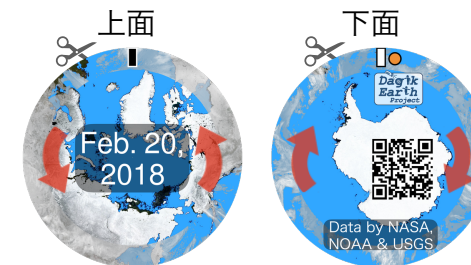 上面
下面
Feb. 20,
2018
Dagik
Earth
Project
Data by NASA,
NOAA & USGS